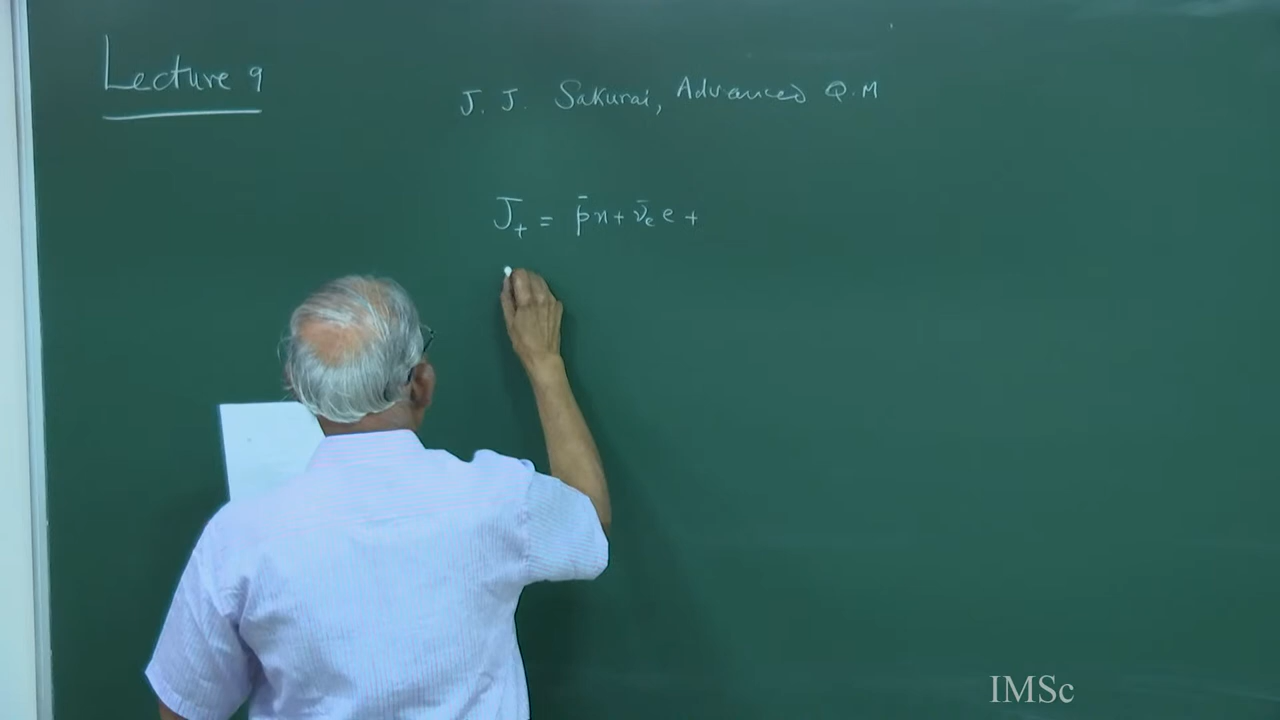 Lecture 9
J. J. Sakurai, Advanced Q.M
J₊ = p̄n + ν̄ₑ e +
IMSc